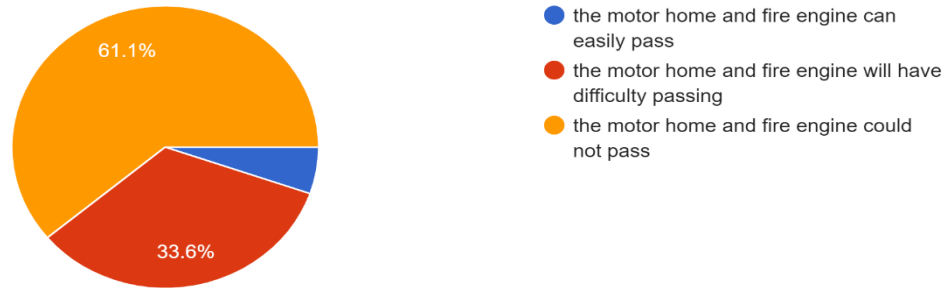 61.1%
33.6%
the motor home and fire engine can
easily pass
the motor home and fire engine will have
difficulty passing
the motor home and fire engine could
not pass